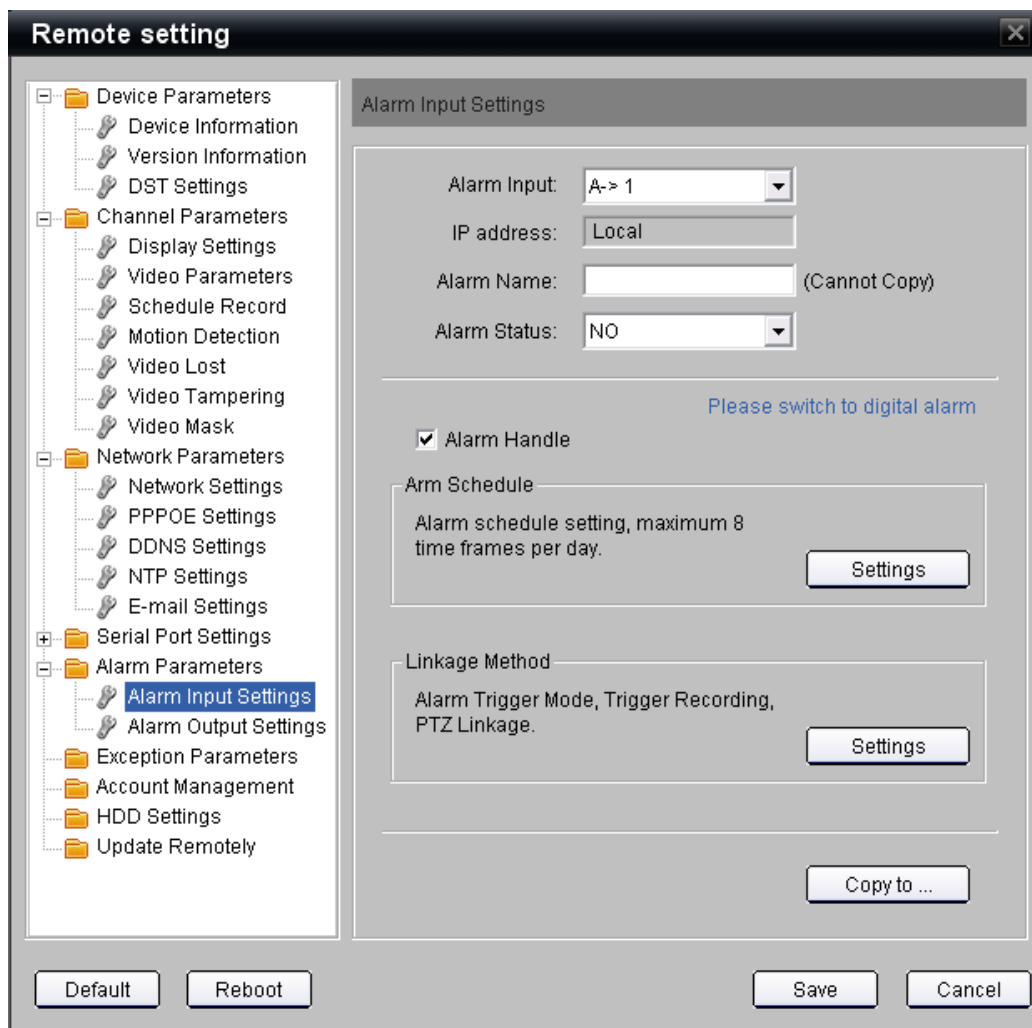 Remote setting
Device Parameters
Device Information
Version Information
DST Settings
Channel Parameters
Display Settings
Video Parameters
Schedule Record
Motion Detection
Video Lost
Video Tampering
Video Mask
Network Parameters
Network Settings
PPPOE Settings
DDNS Settings
NTP Settings
E-mail Settings
Serial Port Settings
Alarm Parameters
Alarm Input Settings
Alarm Output Settings
Exception Parameters
Account Management
HDD Settings
Update Remotely
Alarm Input Settings
Alarm Input: A-> 1
IP address: Local
Alarm Name: (Cannot Copy)
Alarm Status: NO
Please switch to digital alarm
Alarm Handle
Arm Schedule
Alarm schedule setting, maximum 8
time frames per day.
Settings
Linkage Method
Alarm Trigger Mode, Trigger Recording,
PTZ Linkage.
Settings
Copy to ...
Default Reboot Save Cancel